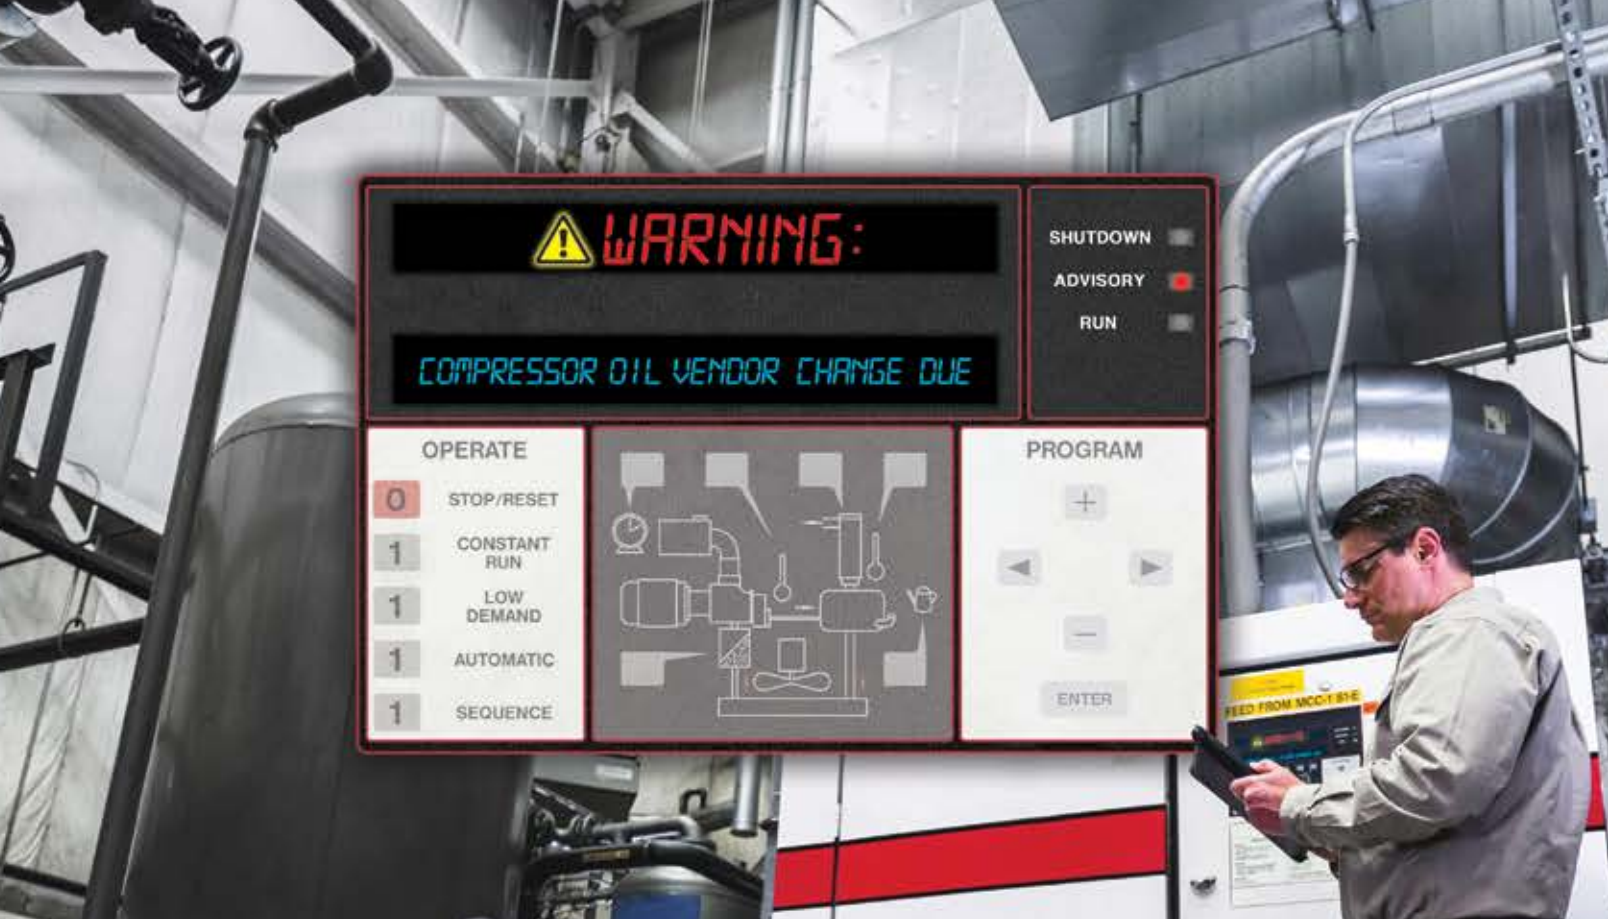 WARNING:
COMPRESSOR OIL VENDOR CHANGE DUE
SHUTDOWN
ADVISORY
RUN
OPERATE
0 STOP/RESET
1 CONSTANT
RUN
1 LOW
DEMAND
1 AUTOMATIC
1 SEQUENCE
PROGRAM
+
−
ENTER
FEED FROM MCC-1 B1-E